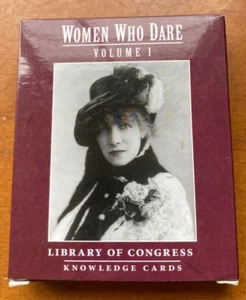 WOMEN WHO DARE
VOLUME I
LIBRARY OF CONGRESS
KNOWLEDGE CARDS